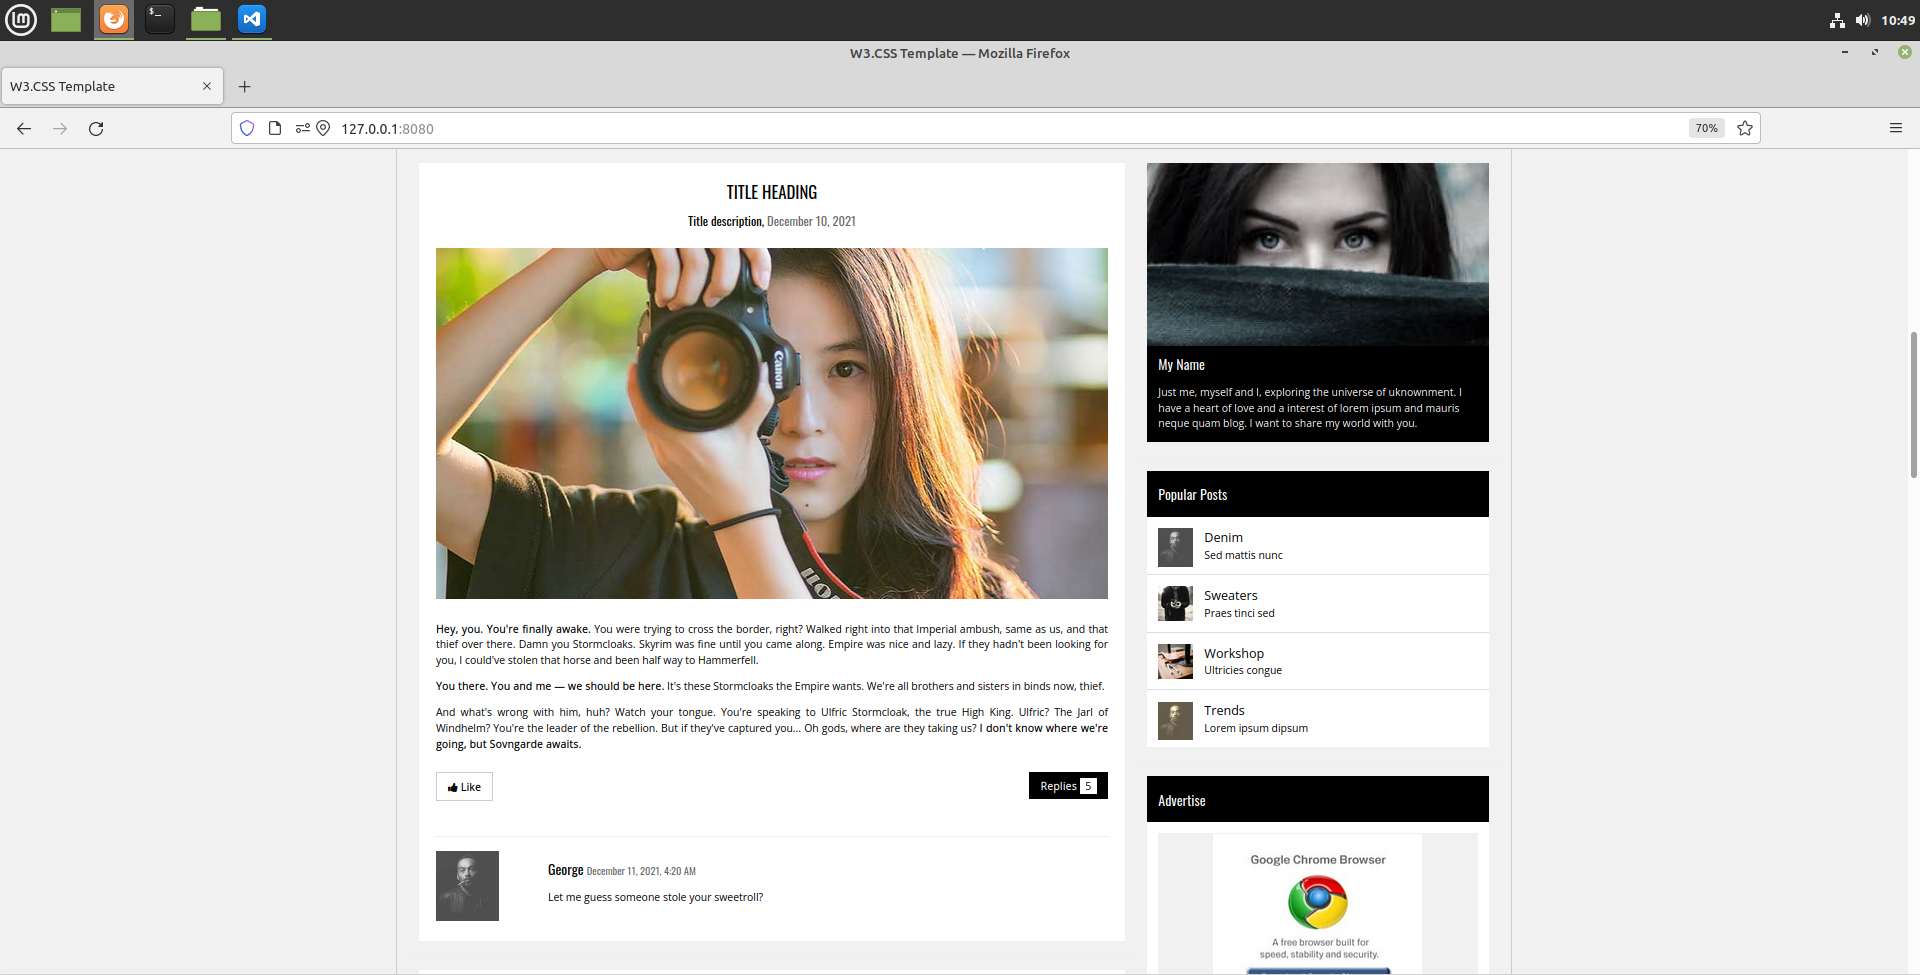 10:49
W3.CSS Template — Mozilla Firefox
W3.CSS Template
127.0.0.1:8080
70%
TITLE HEADING
Title description, December 10, 2021
Canon
Hey, you. You're finally awake. You were trying to cross the border, right? Walked right into that Imperial ambush, same as us, and that
thief over there. Damn you Stormcloaks. Skyrim was fine until you came along. Empire was nice and lazy. If they hadn't been looking for
you, I could've stolen that horse and been half way to Hammerfell.
You there. You and me — we should be here. It's these Stormcloaks the Empire wants. We're all brothers and sisters in binds now, thief.
And what's wrong with him, huh? Watch your tongue. You're speaking to Ulfric Stormcloak, the true High King. Ulfric? The Jarl of
Windhelm? You're the leader of the rebellion. But if they've captured you... Oh gods, where are they taking us? I don't know where we're
going, but Sovngarde awaits.
Like
Replies 5
George December 11, 2021, 4:20 AM
Let me guess someone stole your sweetroll?
My Name
Just me, myself and I, exploring the universe of uknownment. I
have a heart of love and a interest of lorem ipsum and mauris
neque quam blog. I want to share my world with you.
Popular Posts
Denim
Sed mattis nunc
Sweaters
Praes tinci sed
Workshop
Ultricies congue
Trends
Lorem ipsum dipsum
Advertise
Google Chrome Browser
A free browser built for
speed, stability and security.